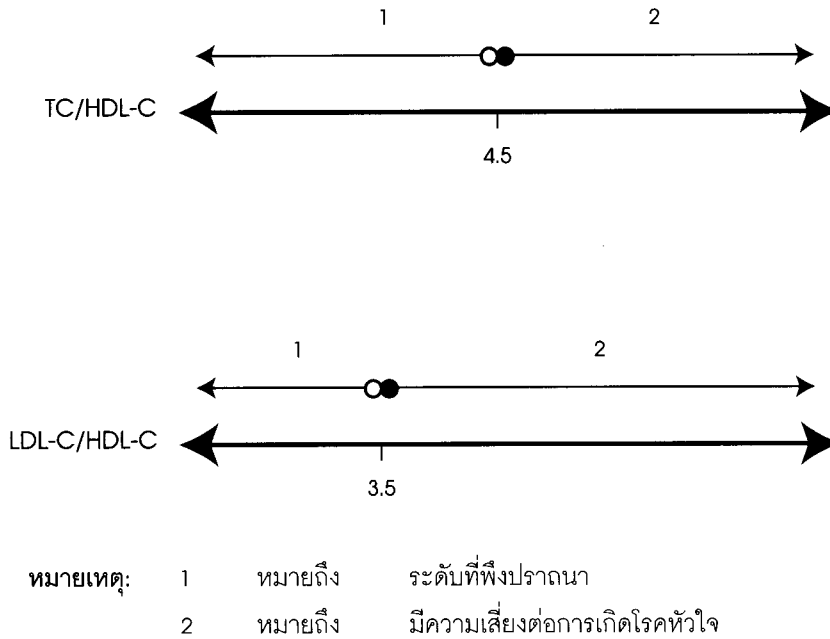 1 2
TC/HDL-C
4.5
1 2
LDL-C/HDL-C
3.5
หมายเหตุ: 1 หมายถึง ระดับที่พึงปราถนา
2 หมายถึง มีความเสี่ยงต่อการเกิดโรคหัวใจ